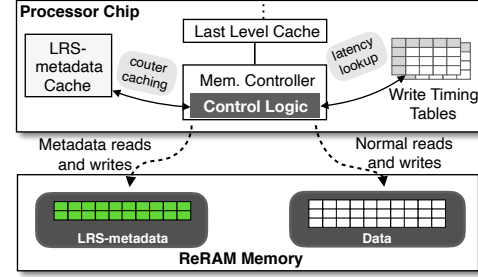 Processor Chip
Last Level Cache
LRS-
metadata
Cache
couter
caching
Mem. Controller
Control Logic
latency
lookup
Write Timing
Tables
Metadata reads
and writes
Normal reads
and writes
LRS-metadata
Data
ReRAM Memory